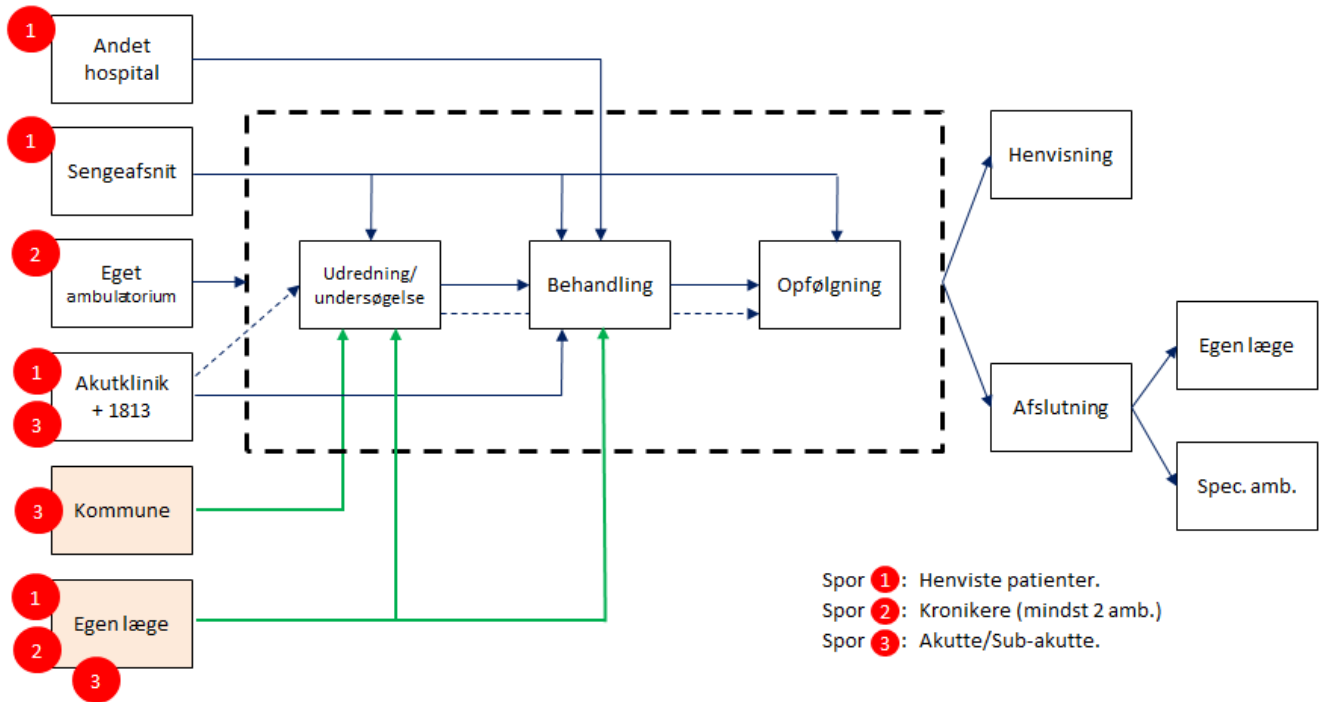 1
Andet
hospital
1
Sengeafsnit
2
Eget
ambulatorium
1
3
Akutklinik
+ 1813
3
Kommune
1
2
3
Egen læge
Udredning/
undersøgelse
Behandling
Opfølgning
Henvisning
Afslutning
Egen læge
Spec. amb.
Spor 1: Henviste patienter.
Spor 2: Kronikere (mindst 2 amb.)
Spor 3: Akutte/Sub-akutte.